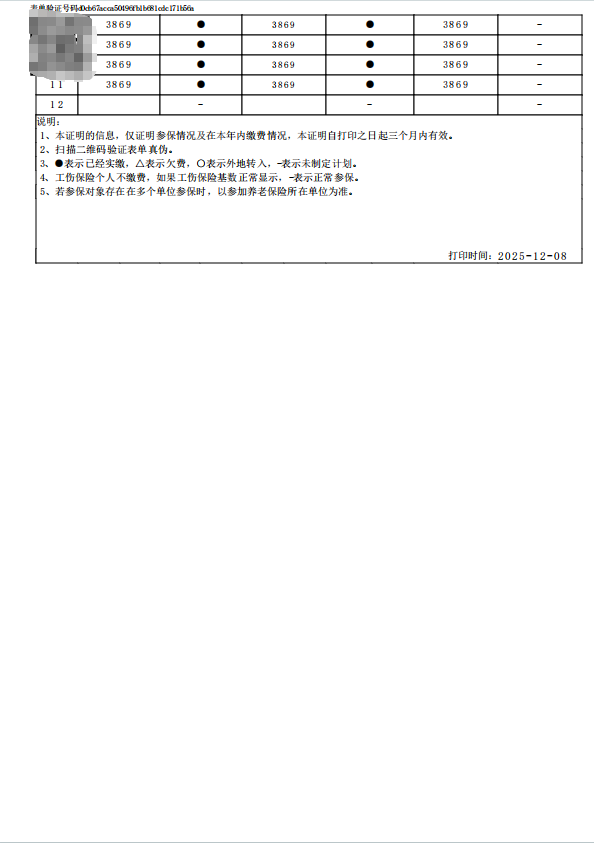 表单验证号码d0cb67acca50496fb1b681cdc171b56a
3869 ● 3869 ● 3869 -
3869 ● 3869 ● 3869 -
3869 ● 3869 ● 3869 -
11 3869 ● 3869 ● 3869 -
12 - - -
说明：
1、本证明的信息，仅证明参保情况及在本年内缴费情况，本证明自打印之日起三个月内有效。
2、扫描二维码验证表单真伪。
3、●表示已经实缴，△表示欠费，○表示外地转入，-表示未制定计划。
4、工伤保险个人不缴费，如果工伤保险基数正常显示，-表示正常参保。
5、若参保对象存在在多个单位参保时，以参加养老保险所在单位为准。
打印时间：2025-12-08